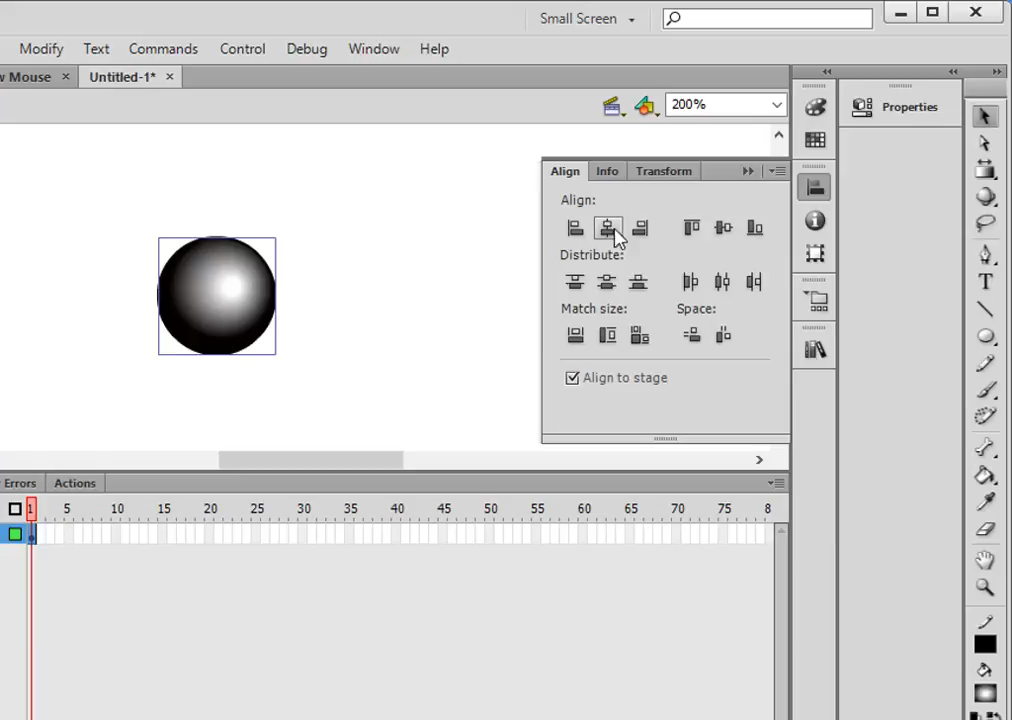 Small Screen
Modify Text Commands Control Debug Window Help
w Mouse × Untitled-1* ×
200%
Properties
Align Info Transform
Align:
Distribute:
Match size: Space:
Align to stage
Errors Actions
1 5 10 15 20 25 30 35 40 45 50 55 60 65 70 75 8